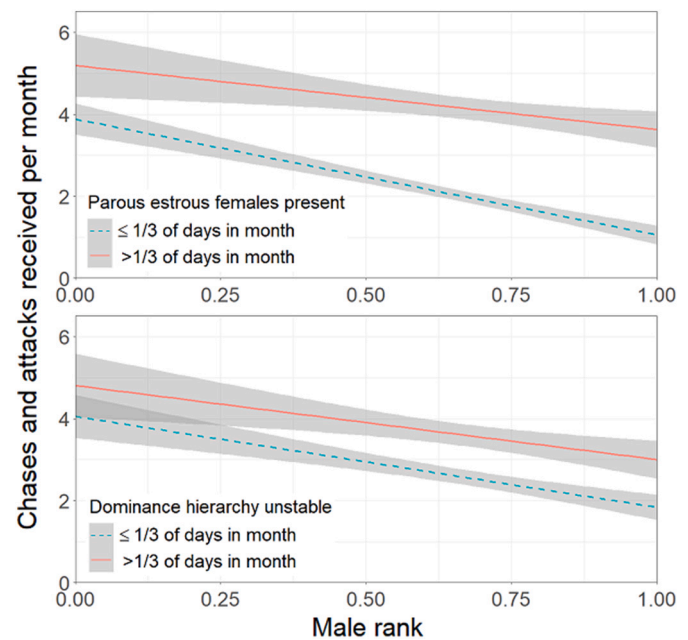 Chases and attacks received per month
6
4
2
0
Parous estrous females present
≤ 1/3 of days in month
>1/3 of days in month
0.00 0.25 0.50 0.75 1.00
6
4
2
0
Dominance hierarchy unstable
≤ 1/3 of days in month
>1/3 of days in month
0.00 0.25 0.50 0.75 1.00
Male rank